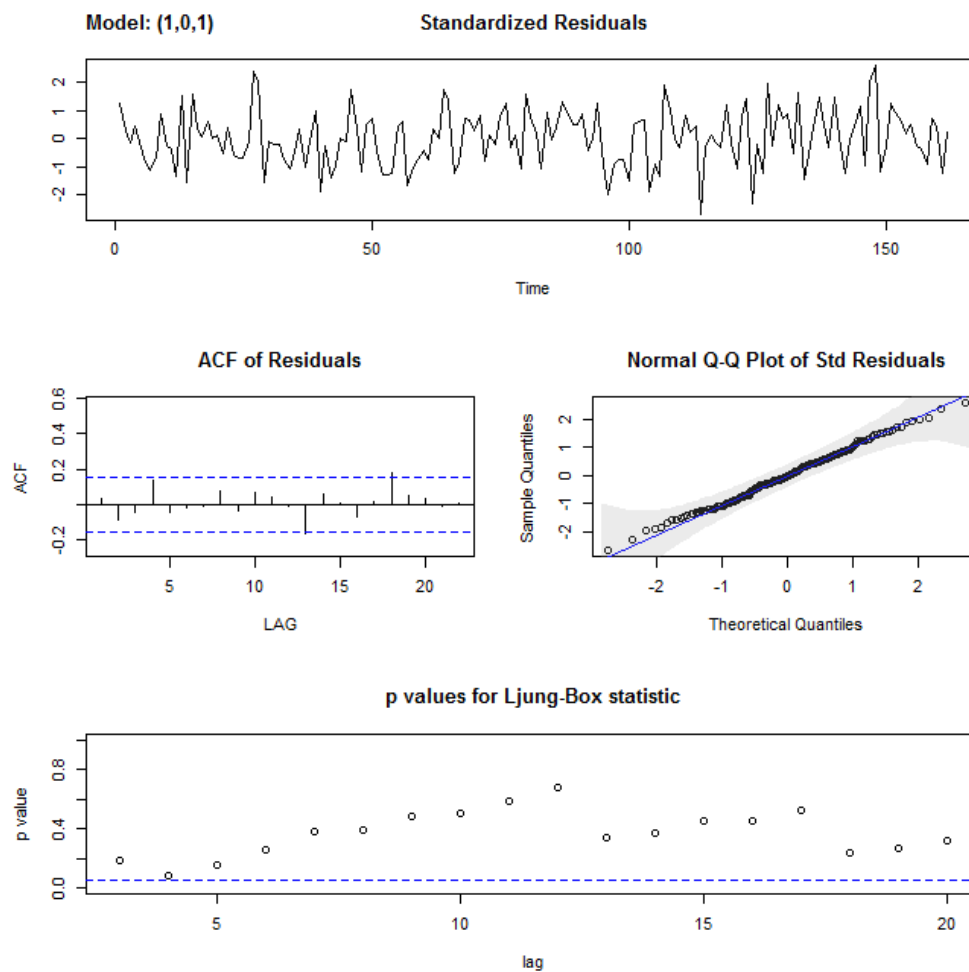 Model: (1,0,1) Standardized Residuals
2
1
0
-1
-2
0 50 100 150
Time
ACF of Residuals
ACF
0.6
0.4
0.2
-0.2
5 10 15 20
LAG
Normal Q-Q Plot of Std Residuals
Sample Quantiles
2
1
0
-1
-2
-2 -1 0 1 2
Theoretical Quantiles
p values for Ljung-Box statistic
p value
0.8
0.4
0.0
5 10 15 20
lag